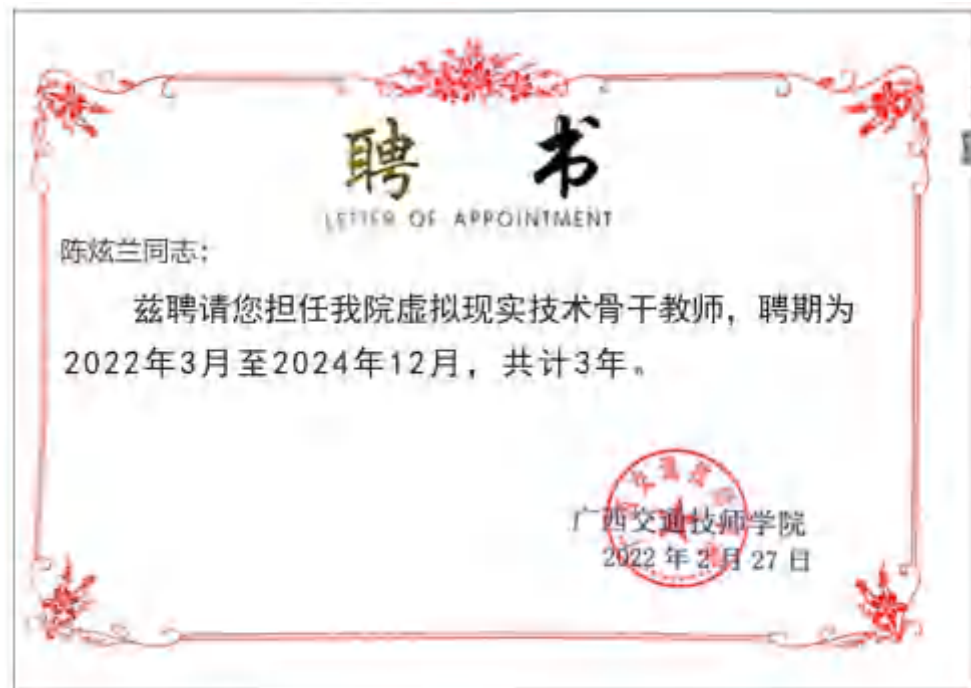 聘 书
LETTER OF APPOINTMENT
陈炫兰同志：
兹聘请您担任我院虚拟现实技术骨干教师，聘期为
2022年3月至2024年12月，共计3年。
广西交通技师学院
2022 年 2 月 27 日